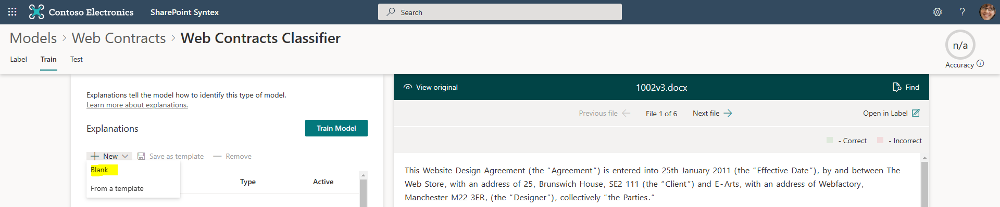 Contoso Electronics SharePoint Syntex Search ?
Models > Web Contracts > Web Contracts Classifier
n/a
Label Train Test
Accuracy
View original 1002v3.docx Find
Explanations tell the model how to identify this type of model.
Learn more about explanations.
Previous file ← File 1 of 6 Next file → Open in Label
Explanations Train Model
- Correct - Incorrect
+ New Save as template — Remove
Blank
From a template
Type Active
This Website Design Agreement (the “Agreement”) is entered into 25th January 2011 (the “Effective Date”), by and between The
Web Store, with an address of 25, Brunswich House, SE2 111 (the “Client”) and E-Arts, with an address of Webfactory,
Manchester M22 3ER, (the “Designer”), collectively “the Parties.”